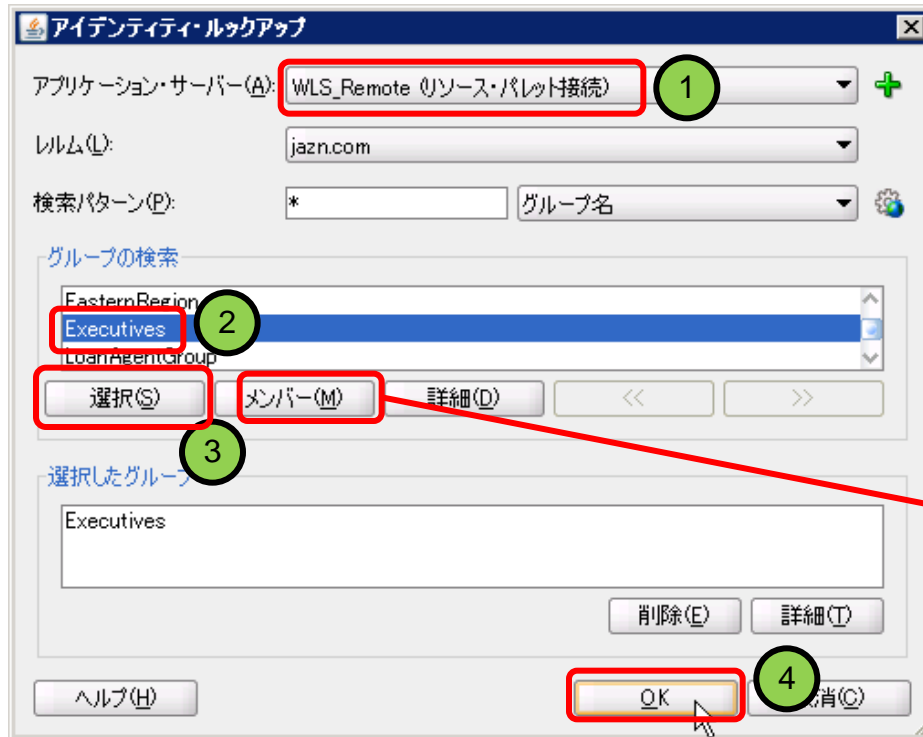 アイデンティティ・ルックアップ
アプリケーション・サーバー(A): WLS_Remote (リソース・パレット接続) 1
レルム(L): jazn.com
検索パターン(P): * グループ名
グループの検索
EasternRegion
Executives 2
LoanAgentGroup
選択(S) メンバー(M) 詳細(D) << >>
3
選択したグループ
Executives
削除(E) 詳細(T)
ヘルプ(H) OK 4 消(C)